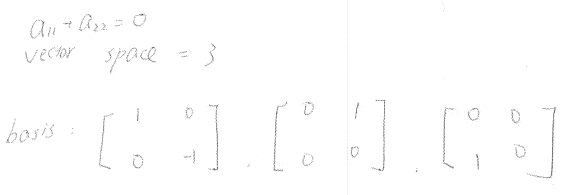 a₁₁ + a₂₂ = 0
vector space = 3
basis : [ 1 0 ] . [ 0 1 ] . [ 0 0 ]
[ 0 -1 ] [ 0 0 ] [ 1 0 ]